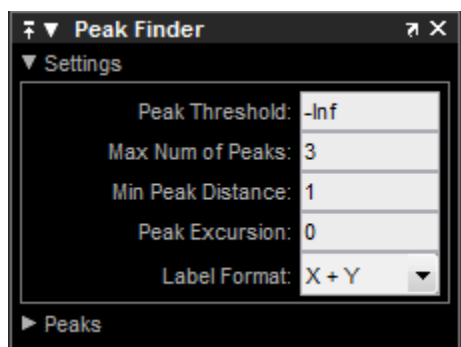 Peak Finder
Settings
Peak Threshold: -Inf
Max Num of Peaks: 3
Min Peak Distance: 1
Peak Excursion: 0
Label Format: X + Y
Peaks